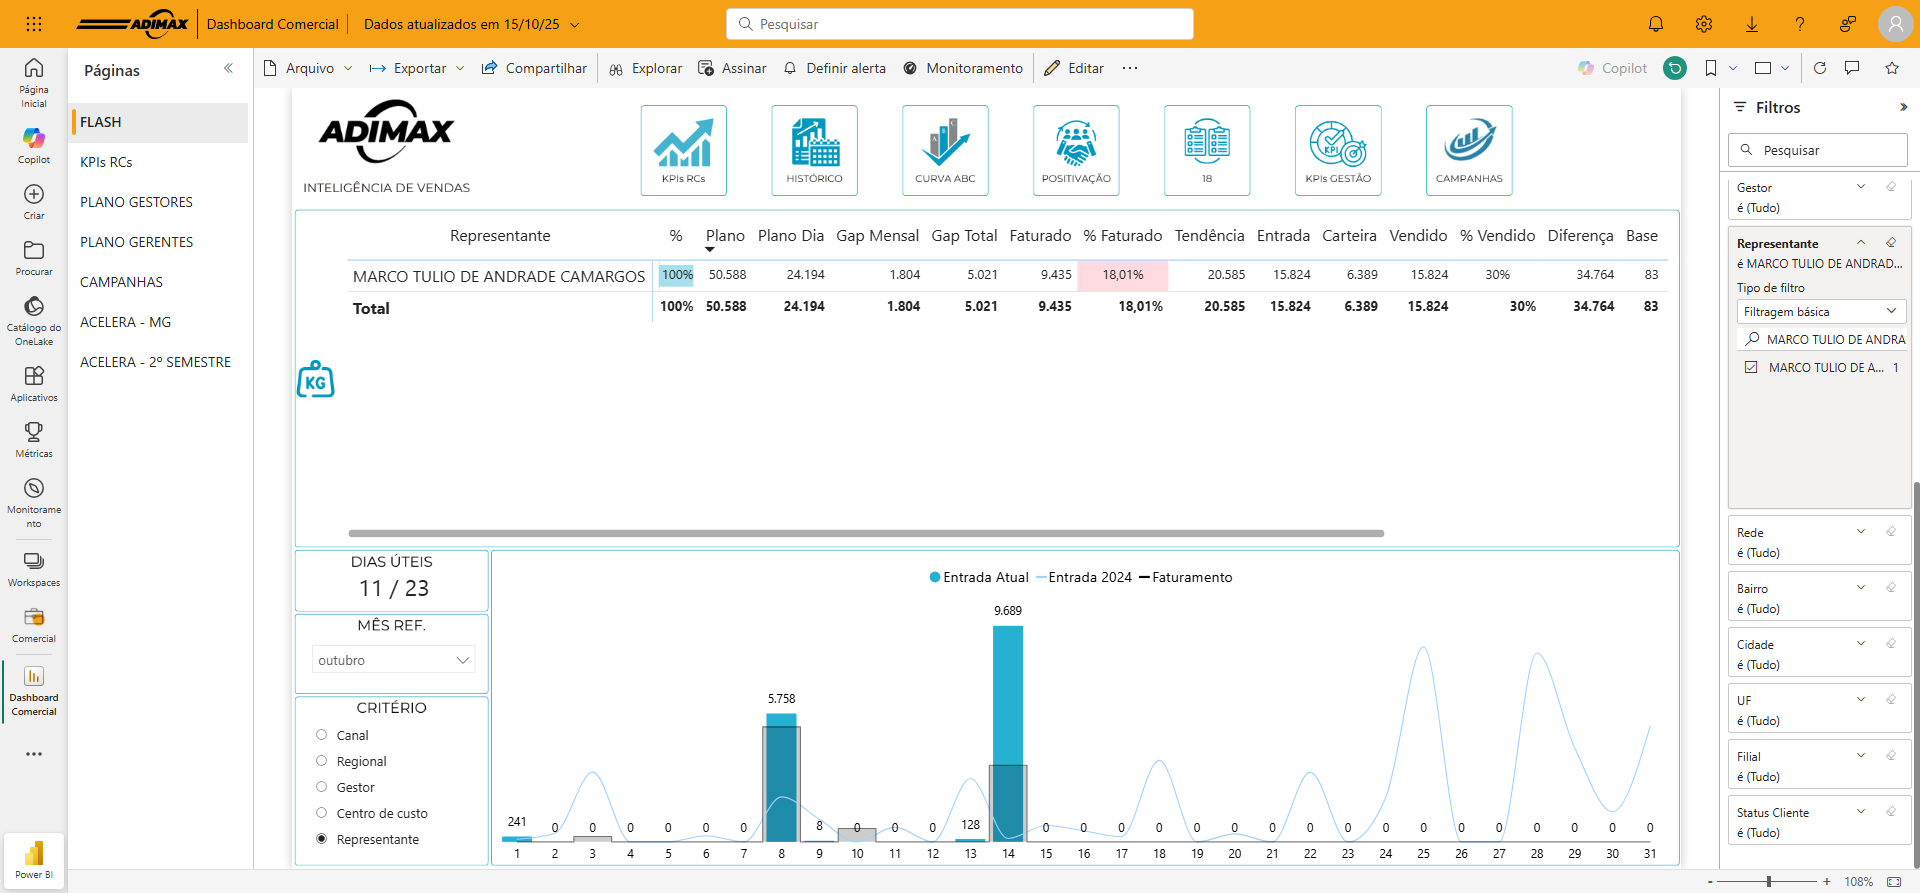 ADIMAX
Dashboard Comercial
Dados atualizados em 15/10/25
Pesquisar
Página Inicial
Copilot
Criar
Procurar
Catálogo do OneLake
Aplicativos
Métricas
Monitorame nto
Workspaces
Comercial
Dashboard Comercial
Power BI
Páginas
FLASH
KPIs RCs
PLANO GESTORES
PLANO GERENTES
CAMPANHAS
ACELERA - MG
ACELERA - 2º SEMESTRE
Arquivo Exportar Compartilhar Explorar Assinar Definir alerta Monitoramento Editar ... Copilot
ADIMAX
INTELIGÊNCIA DE VENDAS
KPIs RCs
HISTÓRICO
A B C
CURVA ABC
POSITIVAÇÃO
18
KPI
KPIs GESTÃO
CAMPANHAS
Representante % Plano Plano Dia Gap Mensal Gap Total Faturado % Faturado Tendência Entrada Carteira Vendido % Vendido Diferença Base
MARCO TULIO DE ANDRADE CAMARGOS 100% 50.588 24.194 1.804 5.021 9.435 18,01% 20.585 15.824 6.389 15.824 30% 34.764 83
Total 100% 50.588 24.194 1.804 5.021 9.435 18,01% 20.585 15.824 6.389 15.824 30% 34.764 83
KG
DIAS ÚTEIS
11 / 23
MÊS REF.
outubro
CRITÉRIO
Canal
Regional
Gestor
Centro de custo
Representante
Entrada Atual Entrada 2024 Faturamento
241 0 0 0 0 0 0 5.758 8 0 0 0 128 9.689 0 0 0 0 0 0 0 0 0 0 0 0 0 0 0 0 0
1 2 3 4 5 6 7 8 9 10 11 12 13 14 15 16 17 18 19 20 21 22 23 24 25 26 27 28 29 30 31
Filtros
Pesquisar
Gestor
é (Tudo)
Representante
é MARCO TULIO DE ANDRAD...
Tipo de filtro
Filtragem básica
MARCO TULIO DE ANDRA
MARCO TULIO DE A... 1
Rede
é (Tudo)
Bairro
é (Tudo)
Cidade
é (Tudo)
UF
é (Tudo)
Filial
é (Tudo)
Status Cliente
é (Tudo)
- + 108%